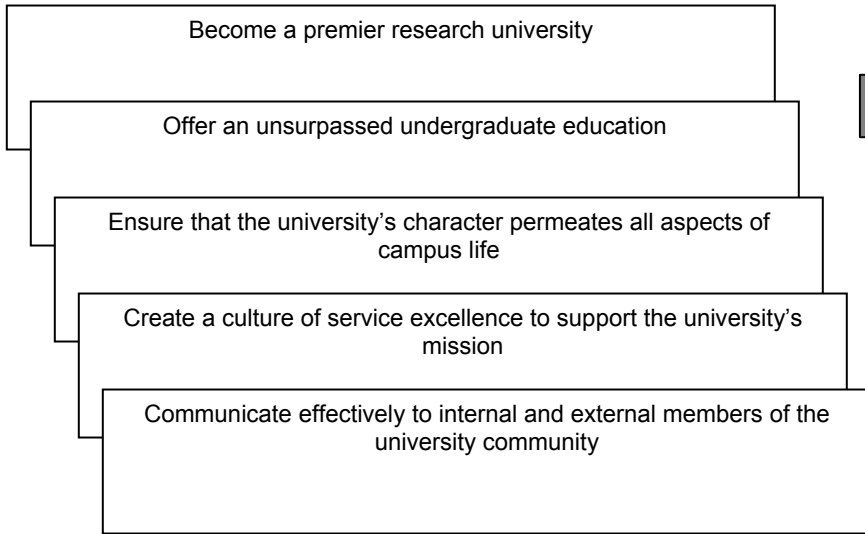 Become a premier research university
Offer an unsurpassed undergraduate education
Ensure that the university’s character permeates all aspects of
campus life
Create a culture of service excellence to support the university’s
mission
Communicate effectively to internal and external members of the
university community